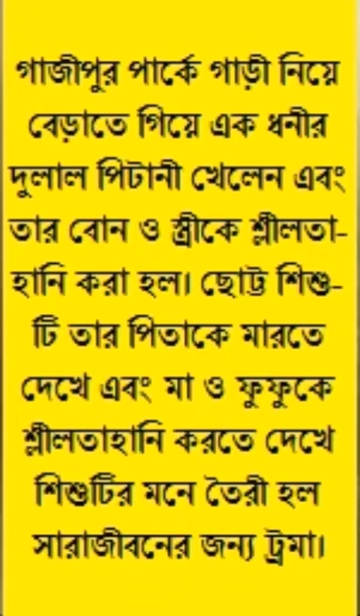 গাজীপুর পার্কে গাড়ী নিয়ে
বেড়াতে গিয়ে এক ধনীর
দুলাল পিটানী খেলেন এবং
তার বোন ও স্ত্রীকে শ্লীলতা-
হানি করা হল। ছোট্ট শিশু-
টি তার পিতাকে মারতে
দেখে এবং মা ও ফুফুকে
শ্লীলতাহানি করতে দেখে
শিশুটির মনে তৈরী হল
সারাজীবনের জন্য ট্রমা।